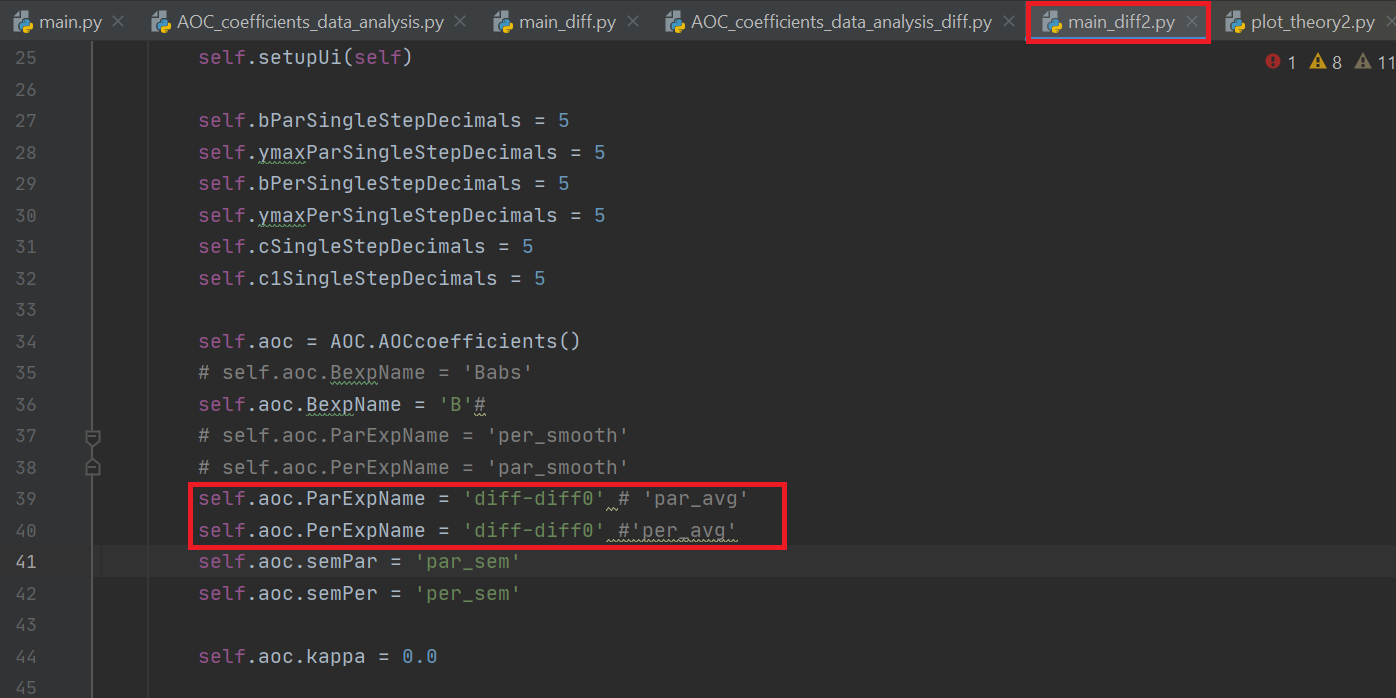 main.py AOC_coefficients_data_analysis.py main_diff.py AOC_coefficients_data_analysis_diff.py main_diff2.py plot_theory2.py
1 8 11
25 self.setupUi(self)
26
27 self.bParSingleStepDecimals = 5
28 self.ymaxParSingleStepDecimals = 5
29 self.bPerSingleStepDecimals = 5
30 self.ymaxPerSingleStepDecimals = 5
31 self.cSingleStepDecimals = 5
32 self.c1SingleStepDecimals = 5
33
34 self.aoc = AOC.AOCcoefficients()
35 # self.aoc.BexpName = 'Babs'
36 self.aoc.BexpName = 'B'#
37 # self.aoc.ParExpName = 'per_smooth'
38 # self.aoc.PerExpName = 'par_smooth'
39 self.aoc.ParExpName = 'diff-diff0' # 'par_avg'
40 self.aoc.PerExpName = 'diff-diff0' #'per_avg'
41 self.aoc.semPar = 'par_sem'
42 self.aoc.semPer = 'per_sem'
43
44 self.aoc.kappa = 0.0
45